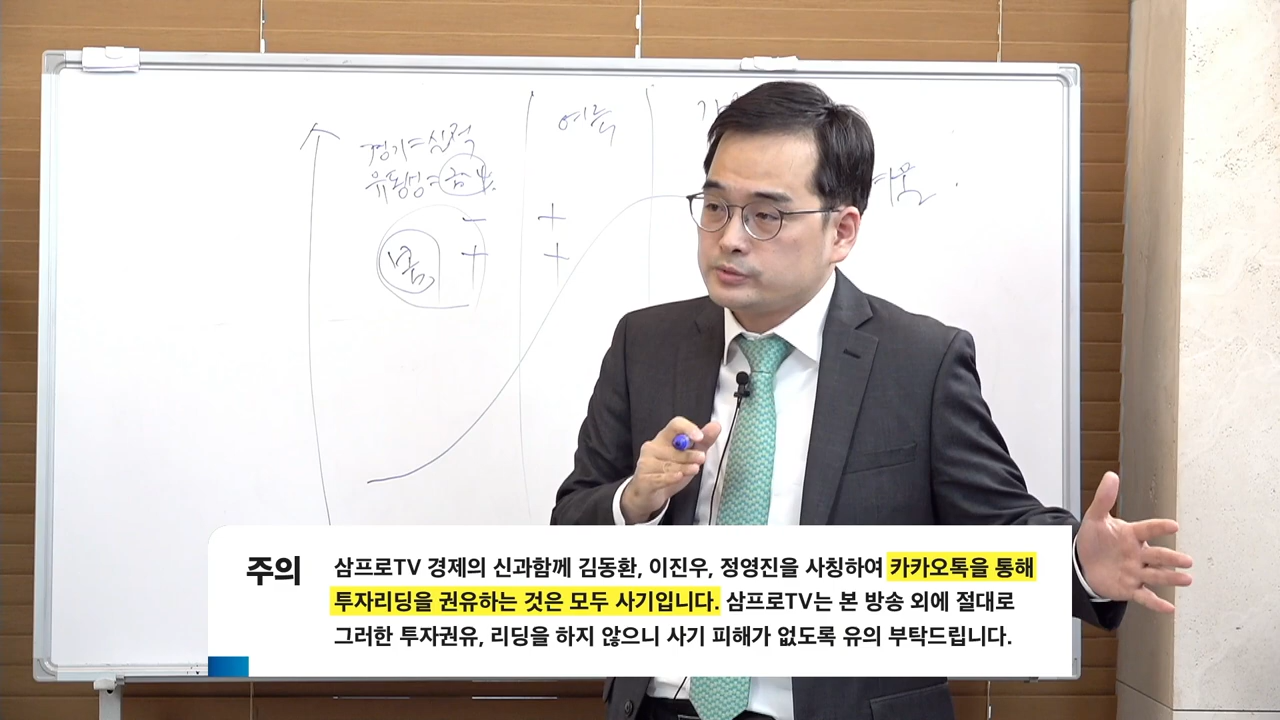 여름
경기=실적
유동성=금리
봄
- +
+ +
주의
삼프로TV 경제의 신과함께 김동환, 이진우, 정영진을 사칭하여 카카오톡을 통해
투자리딩을 권유하는 것은 모두 사기입니다. 삼프로TV는 본 방송 외에 절대로
그러한 투자권유, 리딩을 하지 않으니 사기 피해가 없도록 유의 부탁드립니다.